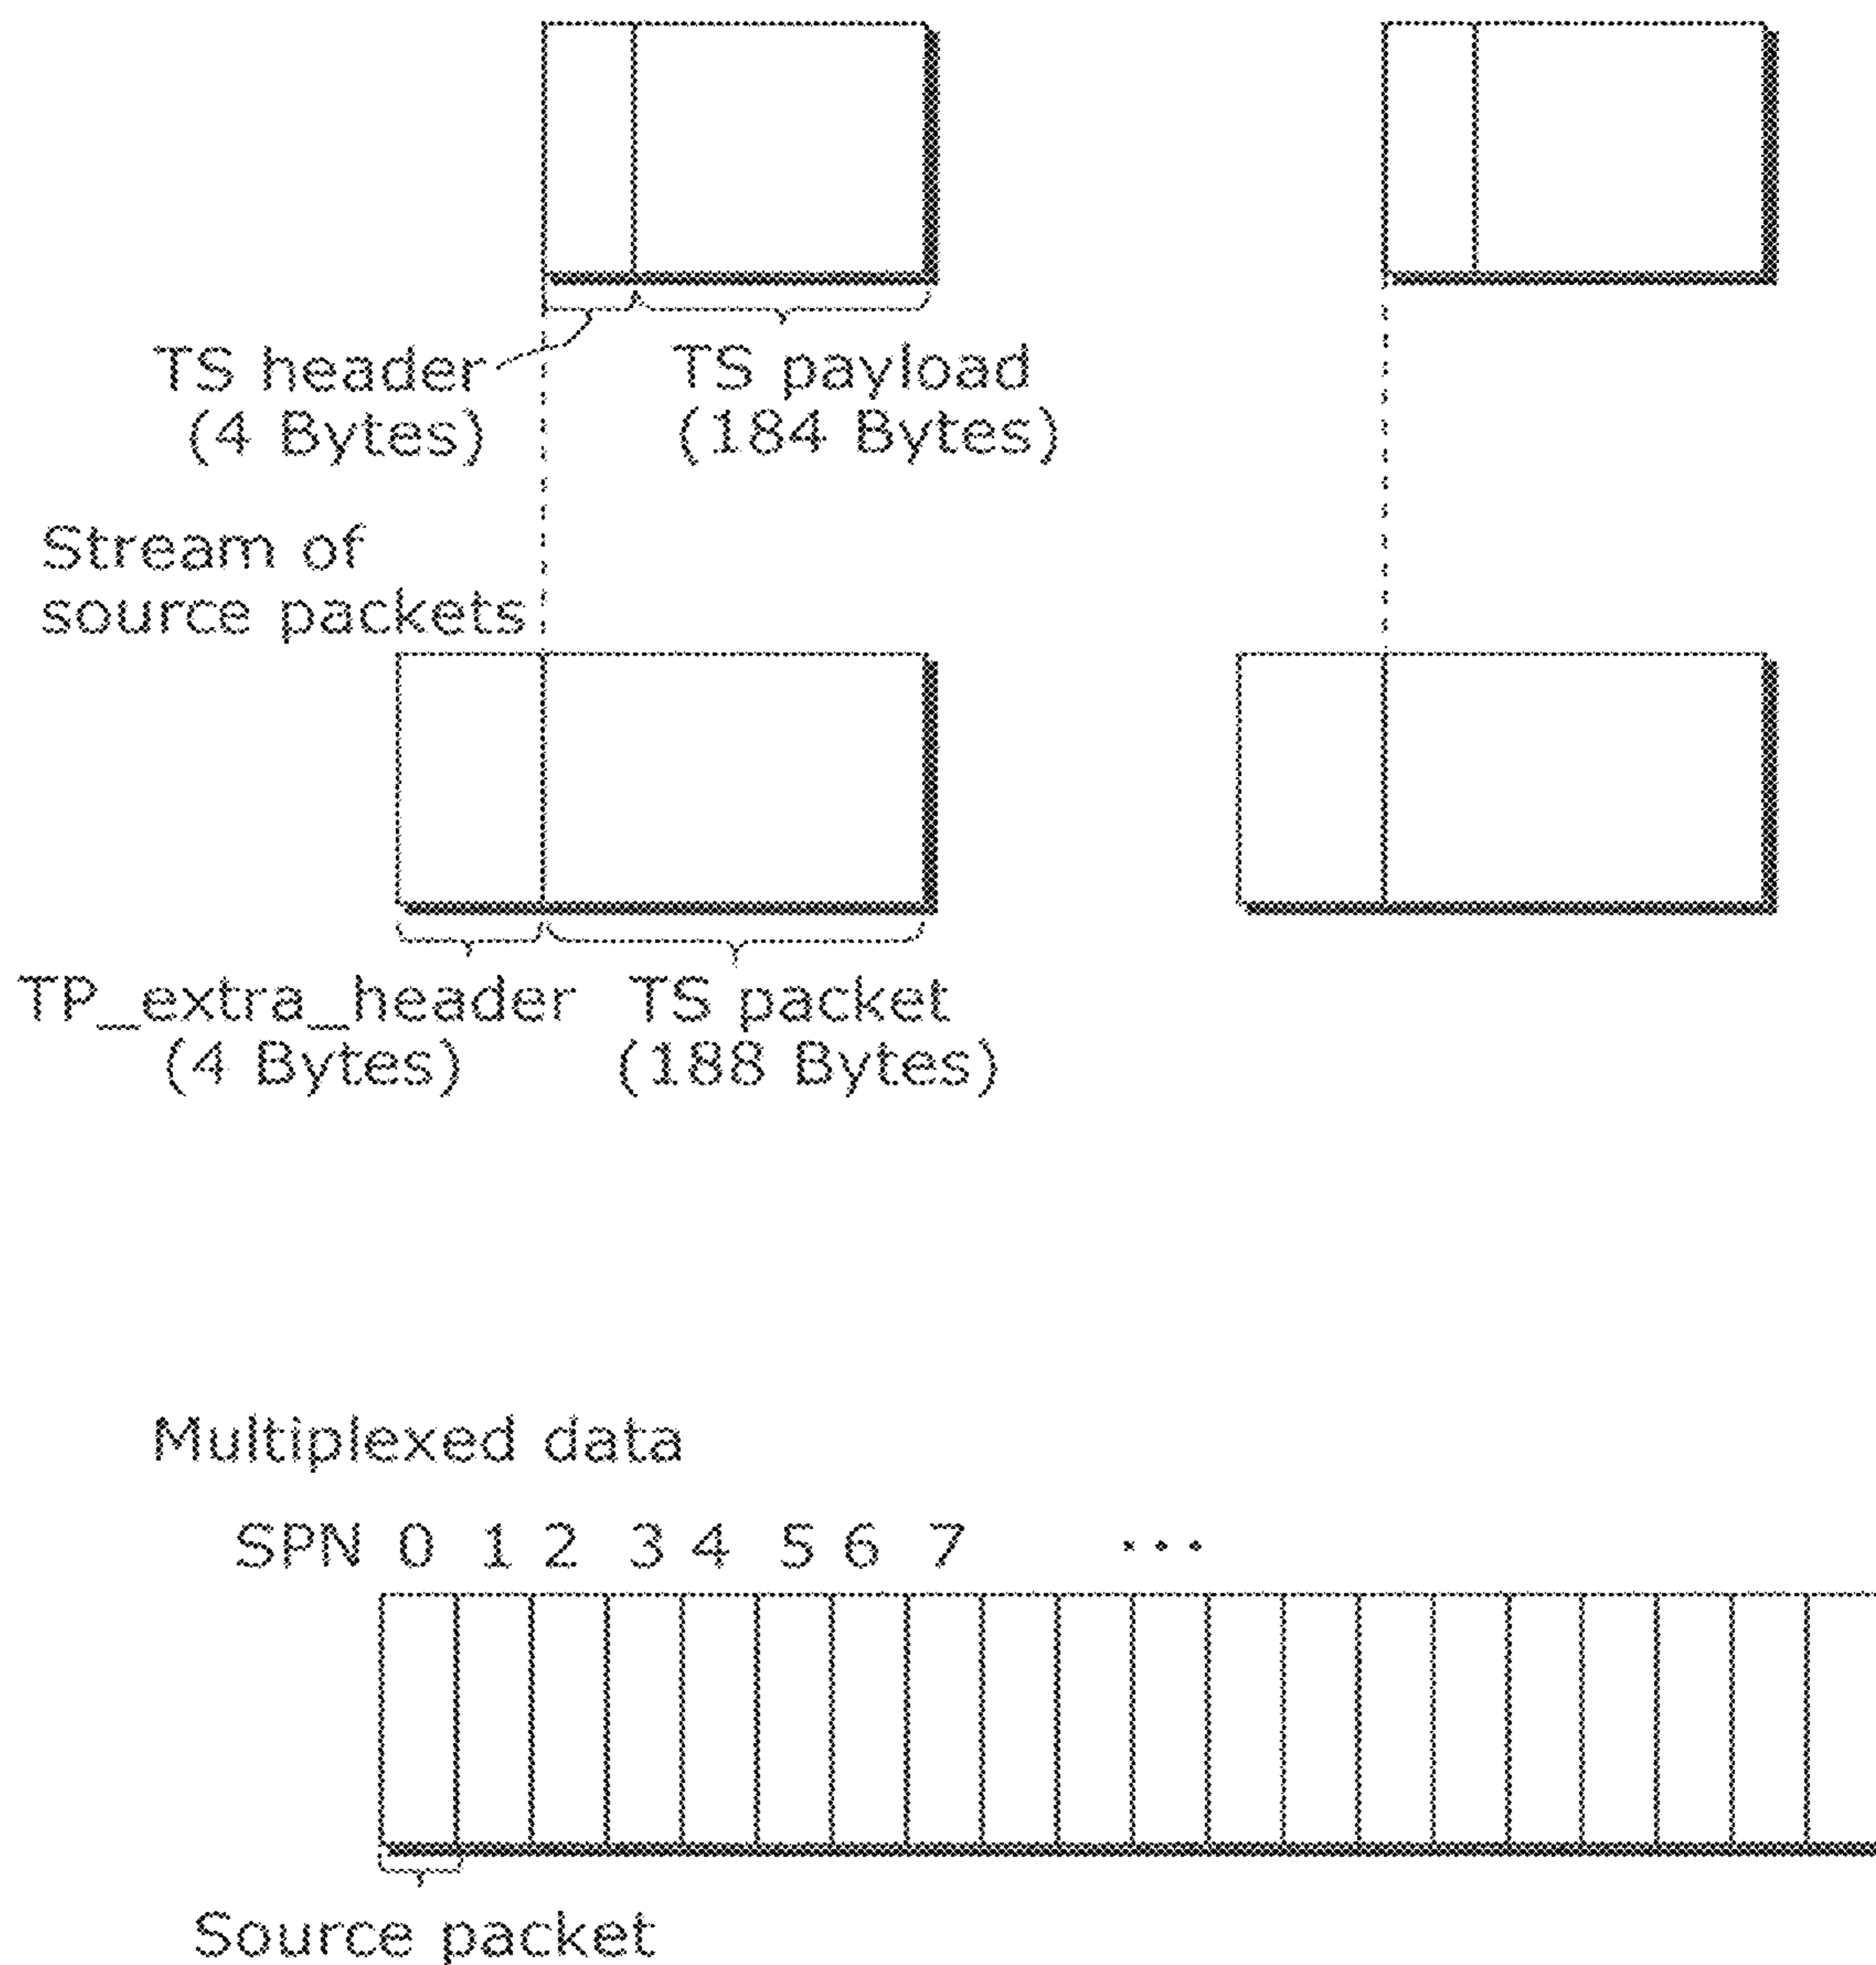 TS header
(4 Bytes)
TS payload
(184 Bytes)
Stream of
source packets
TP_extra_header
(4 Bytes)
TS packet
(188 Bytes)
Multiplexed data
SPN 0 1 2 3 4 5 6 7 ...
Source packet